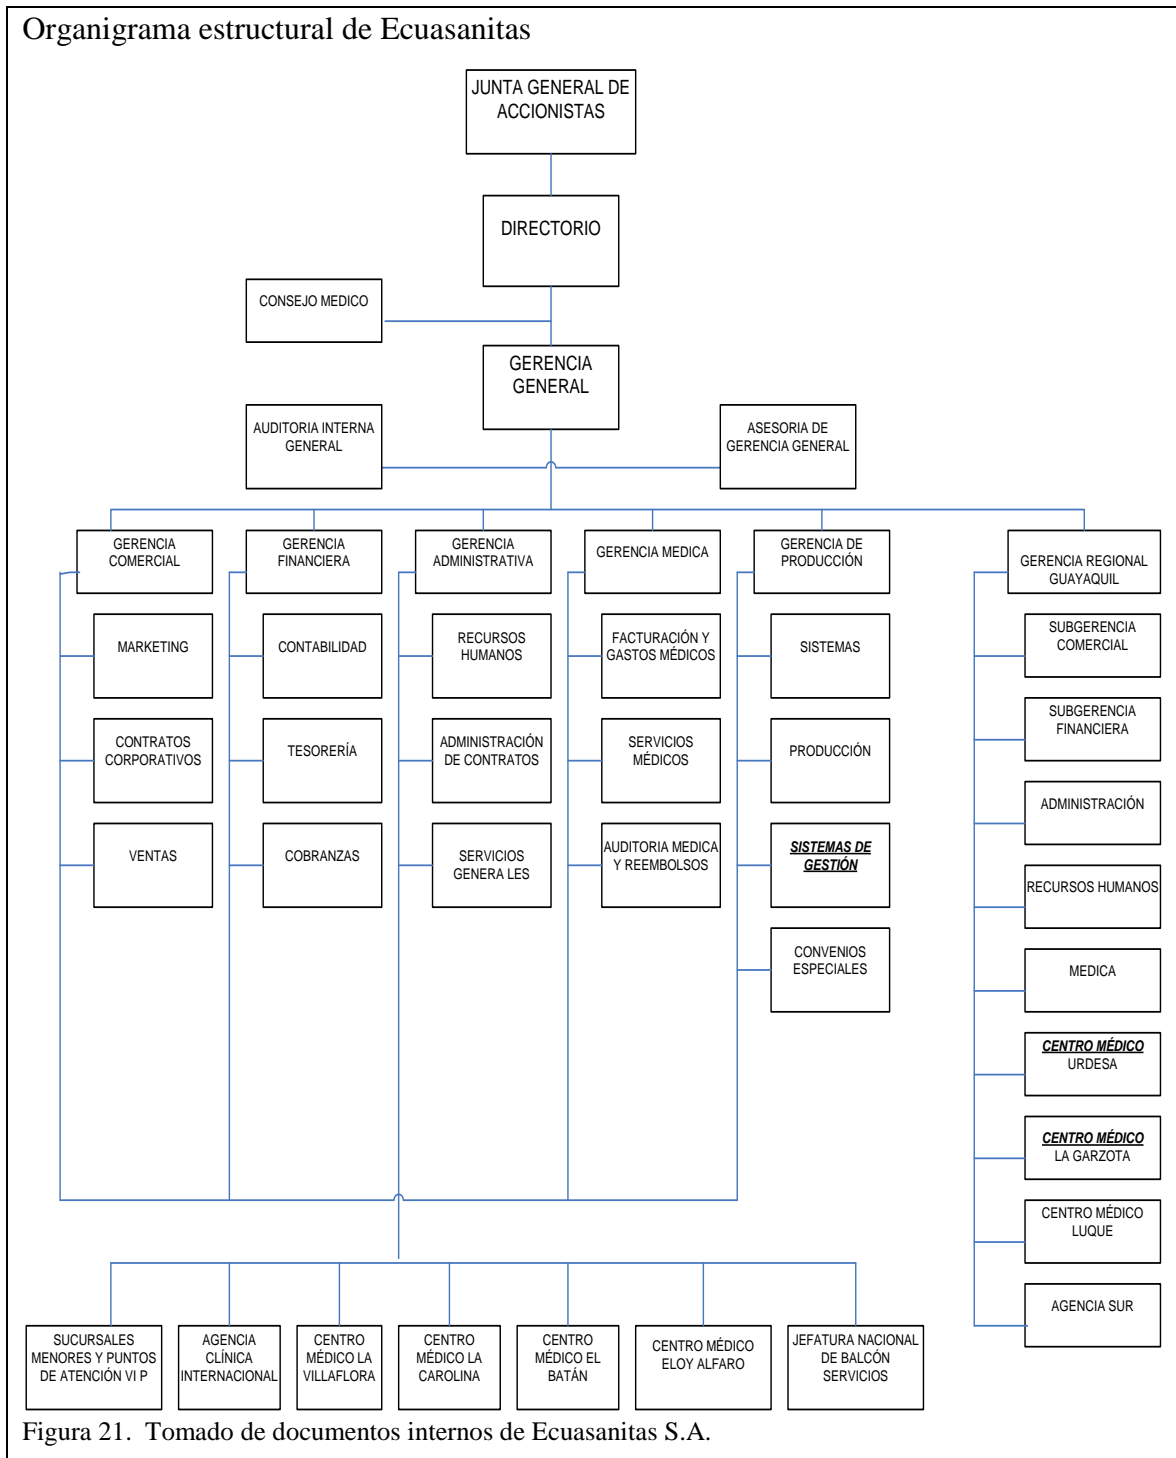 Organigrama estructural de Ecuasanitas
JUNTA GENERAL DE
ACCIONISTAS
DIRECTORIO
CONSEJO MEDICO
GERENCIA
GENERAL
AUDITORIA INTERNA
GENERAL
ASESORIA DE
GERENCIA GENERAL
GERENCIA
COMERCIAL
GERENCIA
FINANCIERA
GERENCIA
ADMINISTRATIVA
GERENCIA MEDICA
GERENCIA DE
PRODUCCIÓN
GERENCIA REGIONAL
GUAYAQUIL
MARKETING
CONTABILIDAD
RECURSOS
HUMANOS
FACTURACIÓN Y
GASTOS MÉDICOS
SISTEMAS
SUBGERENCIA
COMERCIAL
CONTRATOS
CORPORATIVOS
TESORERÍA
ADMINISTRACIÓN
DE CONTRATOS
SERVICIOS
MÉDICOS
PRODUCCIÓN
SUBGERENCIA
FINANCIERA
ADMINISTRACIÓN
VENTAS
COBRANZAS
SERVICIOS
GENERA LES
AUDITORIA MEDICA
Y REEMBOLSOS
SISTEMAS DE
GESTIÓN
RECURSOS HUMANOS
CONVENIOS
ESPECIALES
MEDICA
CENTRO MÉDICO
URDESA
CENTRO MÉDICO
LA GARZOTA
CENTRO MÉDICO
LUQUE
AGENCIA SUR
SUCURSALES
MENORES Y PUNTOS
DE ATENCIÓN VI P
AGENCIA
CLÍNICA
INTERNACIONAL
CENTRO
MÉDICO LA
VILLAFLORA
CENTRO
MÉDICO LA
CAROLINA
CENTRO
MÉDICO EL
BATÁN
CENTRO MÉDICO
ELOY ALFARO
JEFATURA NACIONAL
DE BALCÓN
SERVICIOS
Figura 21. Tomado de documentos internos de Ecuasanitas S.A.